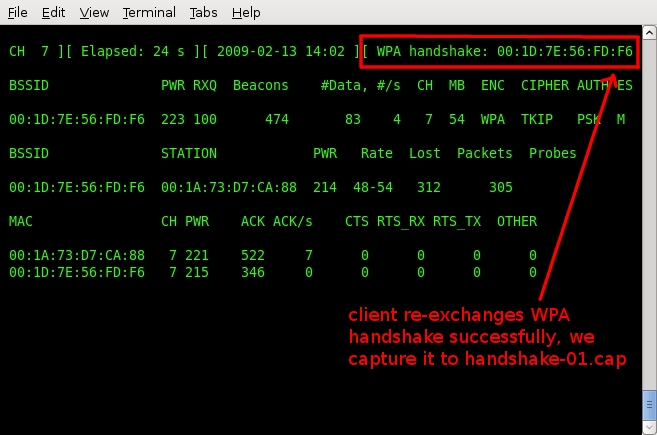 File Edit View Terminal Tabs Help
CH 7 ][ Elapsed: 24 s ][ 2009-02-13 14:02 ][ WPA handshake: 00:1D:7E:56:FD:F6
BSSID PWR RXQ Beacons #Data, #/s CH MB ENC CIPHER AUTH ES
00:1D:7E:56:FD:F6 223 100 474 83 4 7 54 WPA TKIP PSK M
BSSID STATION PWR Rate Lost Packets Probes
00:1D:7E:56:FD:F6 00:1A:73:D7:CA:88 214 48-54 312 305
MAC CH PWR ACK ACK/s CTS RTS_RX RTS_TX OTHER
00:1A:73:D7:CA:88 7 221 522 7 0 0 0 0
00:1D:7E:56:FD:F6 7 215 346 0 0 0 0 0
client re-exchanges WPA
handshake successfully, we
capture it to handshake-01.cap